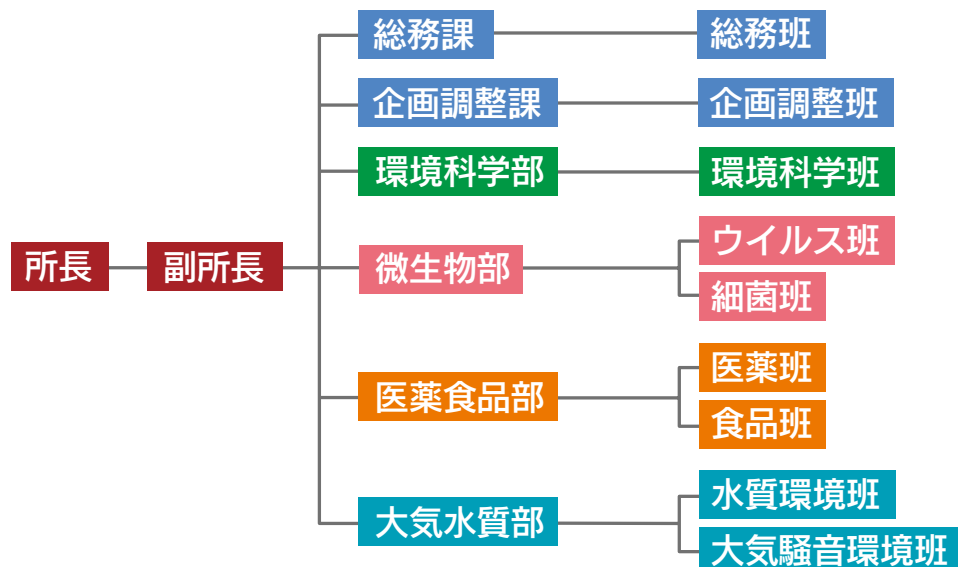 所長
副所長
総務課
総務班
企画調整課
企画調整班
環境科学部
環境科学班
微生物部
ウイルス班
細菌班
医薬食品部
医薬班
食品班
大気水質部
水質環境班
大気騒音環境班